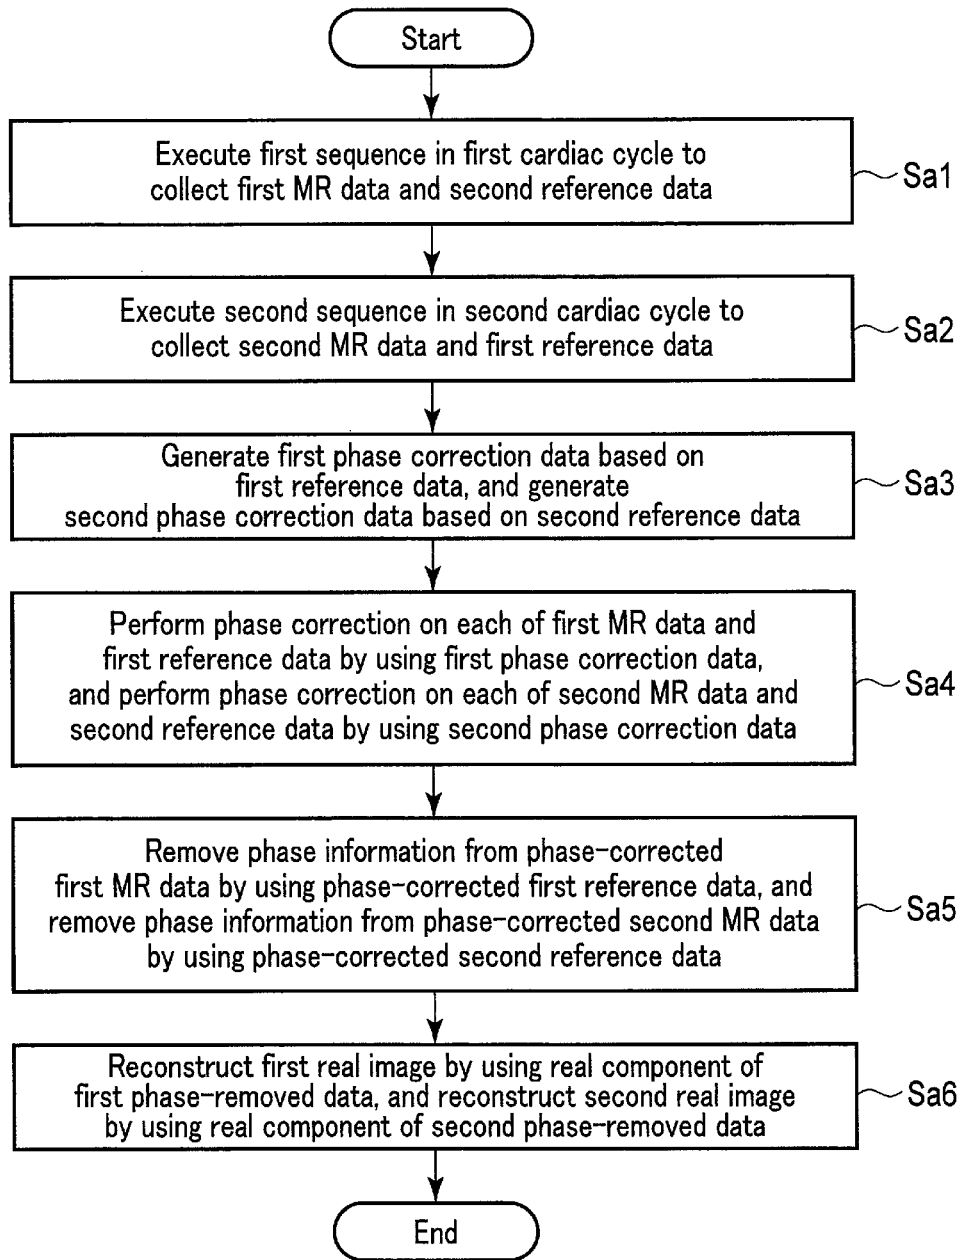 Start
Execute first sequence in first cardiac cycle to
collect first MR data and second reference data
Sa1
Execute second sequence in second cardiac cycle to
collect second MR data and first reference data
Sa2
Generate first phase correction data based on
first reference data, and generate
second phase correction data based on second reference data
Sa3
Perform phase correction on each of first MR data and
first reference data by using first phase correction data,
and perform phase correction on each of second MR data and
second reference data by using second phase correction data
Sa4
Remove phase information from phase-corrected
first MR data by using phase-corrected first reference data, and
remove phase information from phase-corrected second MR data
by using phase-corrected second reference data
Sa5
Reconstruct first real image by using real component of
first phase-removed data, and reconstruct second real image
by using real component of second phase-removed data
Sa6
End